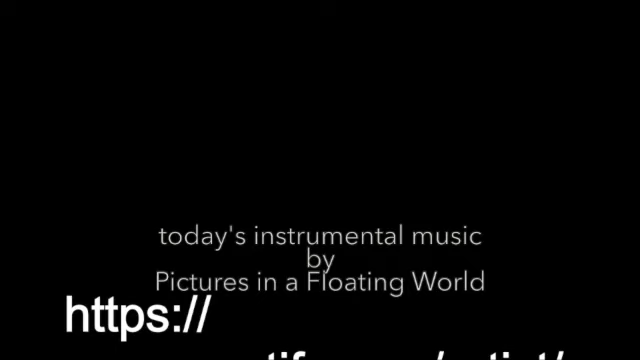 today's instrumental music
by
Pictures in a Floating World
https://